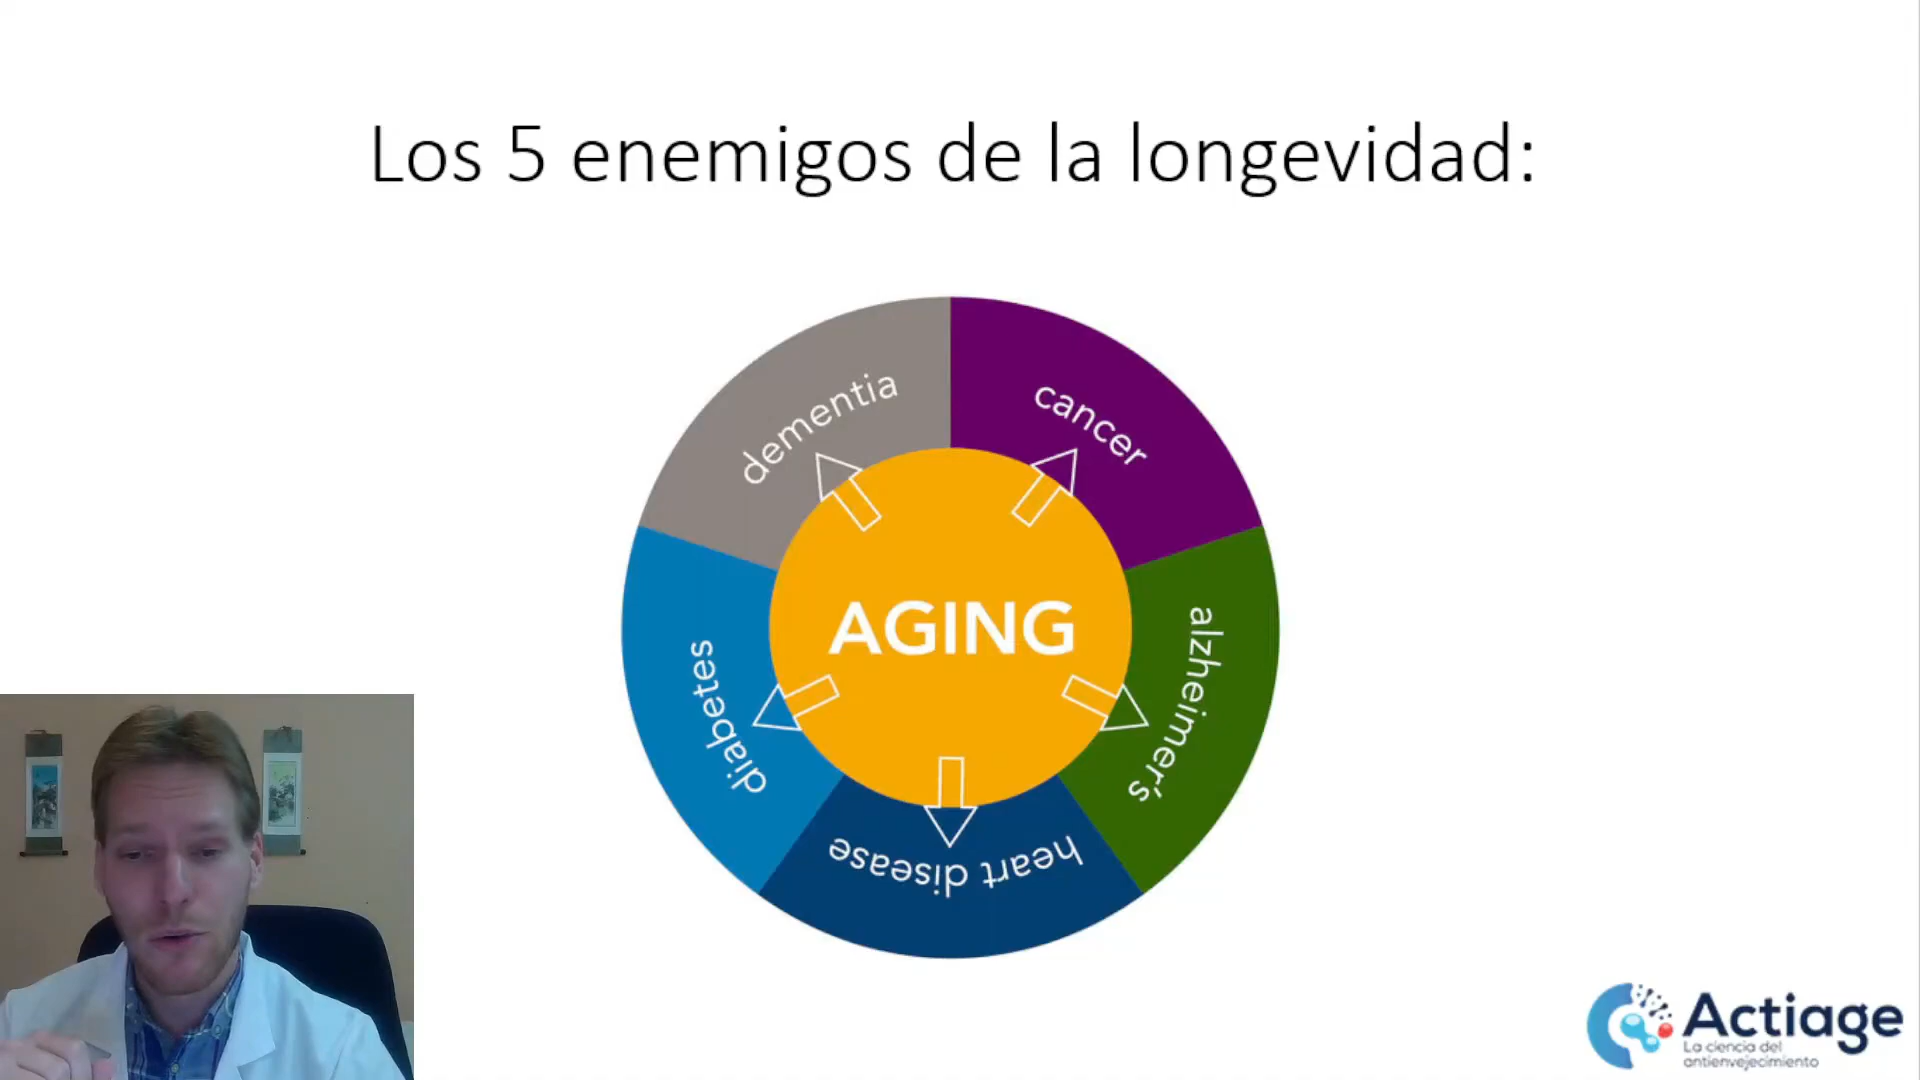 Los 5 enemigos de la longevidad:
dementia
cancer
AGING
diabetes
alzheimer's
heart disease
Actiage
La ciencia del
antienvejecimiento